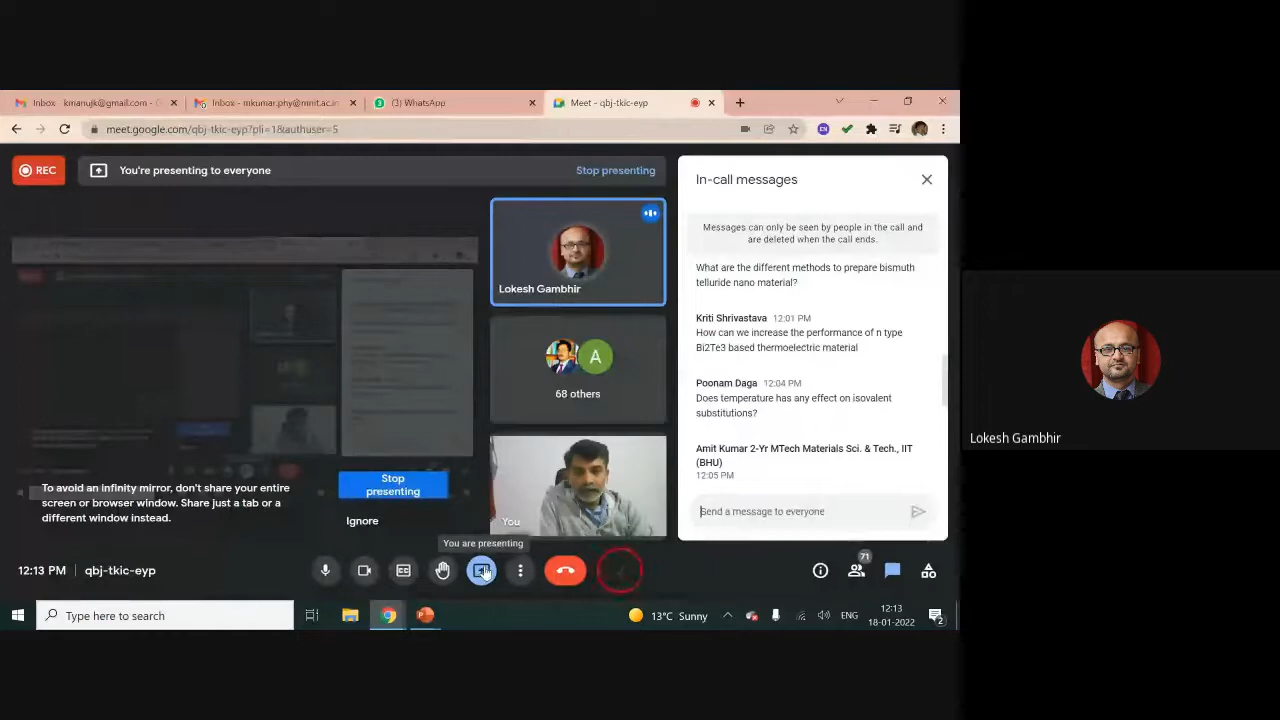 Inbox - kmanujk@gmail.com - G
Inbox - mkumar.phy@mnit.ac.in
(3) WhatsApp
Meet - qbj-tkic-eyp
meet.google.com/qbj-tkic-eyp?pli=1&authuser=5
REC
You're presenting to everyone
Stop presenting
In-call messages
Messages can only be seen by people in the call and
are deleted when the call ends.
What are the different methods to prepare bismuth
telluride nano material?
Kriti Shrivastava 12:01 PM
How can we increase the performance of n type
Bi2Te3 based thermoelectric material
Poonam Daga 12:04 PM
Does temperature has any effect on isovalent
substitutions?
Amit Kumar 2-Yr MTech Materials Sci. & Tech., IIT
(BHU)
12:05 PM
Send a message to everyone
Lokesh Gambhir
A
68 others
You
To avoid an infinity mirror, don't share your entire
screen or browser window. Share just a tab or a
different window instead.
Stop
presenting
Ignore
You are presenting
12:13 PM
qbj-tkic-eyp
71
Type here to search
13°C Sunny
ENG
12:13
18-01-2022
2
Lokesh Gambhir